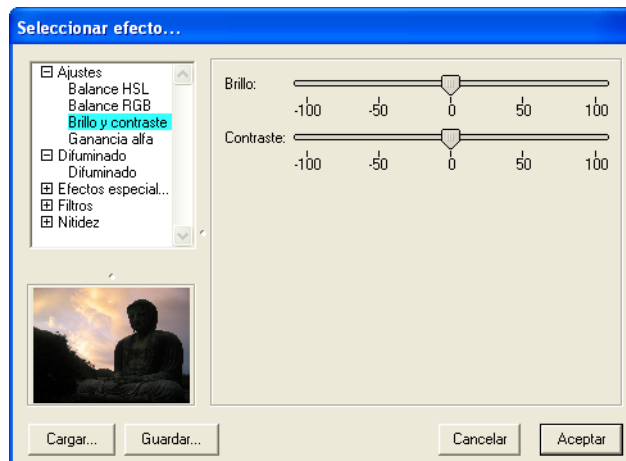 Seleccionar efecto...
Ajustes
Balance HSL
Balance RGB
Brillo y contraste
Ganancia alfa
Difuminado
Difuminado
Efectos especial...
Filtros
Nitidez
Brillo:
-100 -50 0 50 100
Contraste:
-100 -50 0 50 100
Cargar... Guardar... Cancelar Aceptar